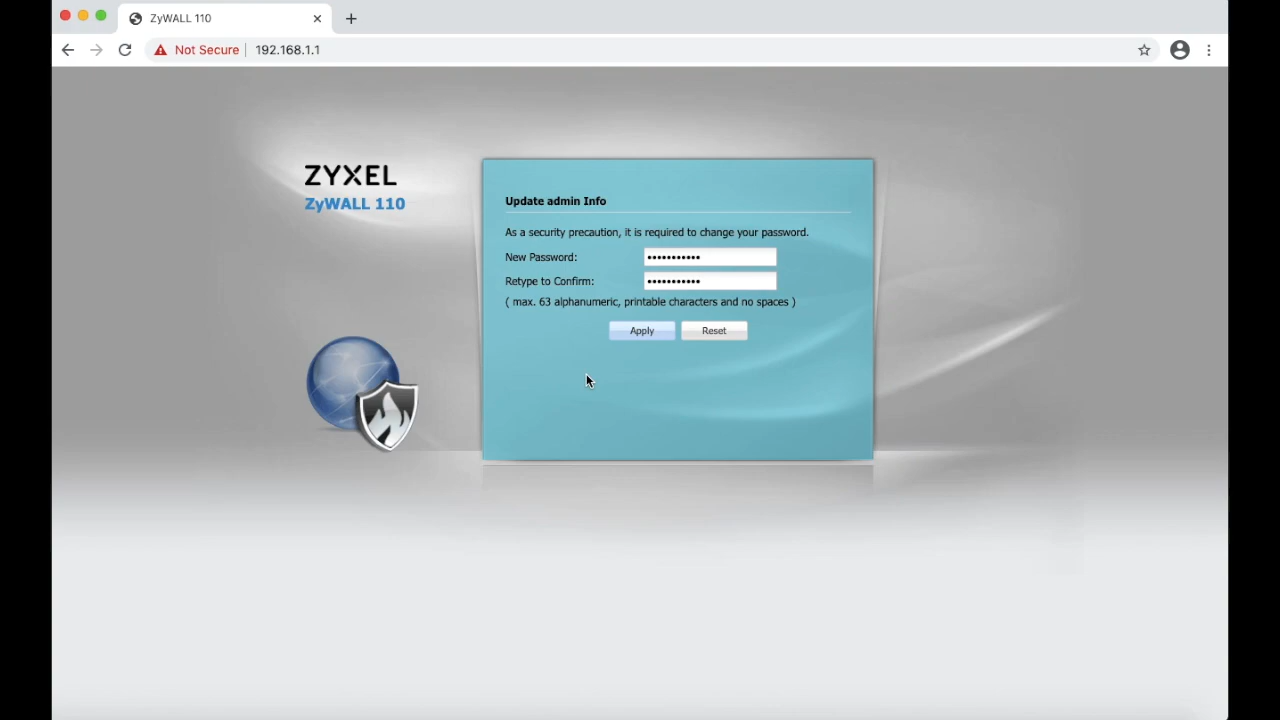 ZyWALL 110
Not Secure 192.168.1.1
ZYXEL
ZyWALL 110
Update admin Info
As a security precaution, it is required to change your password.
New Password: •••••••••••
Retype to Confirm: •••••••••••
( max. 63 alphanumeric, printable characters and no spaces )
Apply Reset